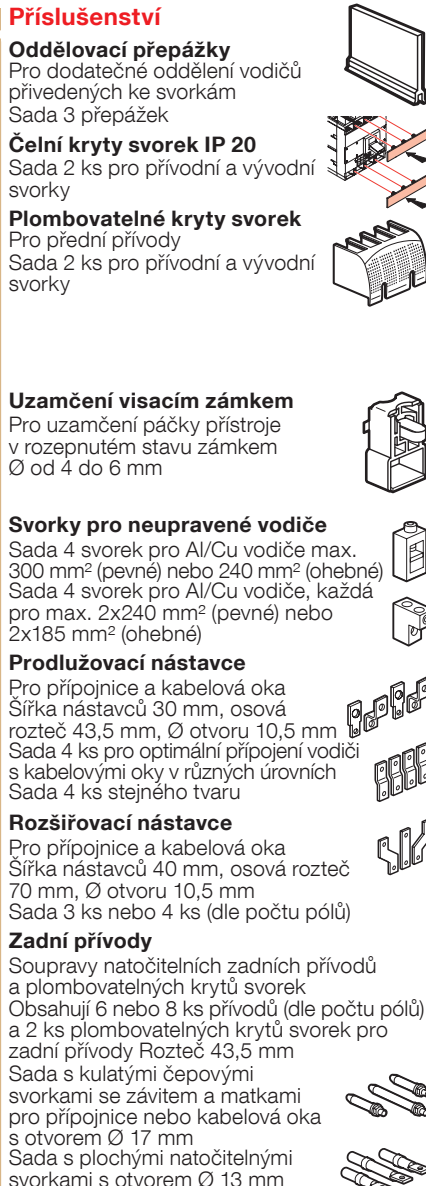 Příslušenství
Oddělovací přepážky
Pro dodatečné oddělení vodičů
přivedených ke svorkám
Sada 3 přepážek
Čelní kryty svorek IP 20
Sada 2 ks pro přívodní a vývodní
svorky
Plombovatelné kryty svorek
Pro přední přívody
Sada 2 ks pro přívodní a vývodní
svorky
Uzamčení visacím zámkem
Pro uzamčení páčky přístroje
v rozepnutém stavu zámkem
Ø od 4 do 6 mm
Svorky pro neupravené vodiče
Sada 4 svorek pro Al/Cu vodiče max.
300 mm² (pevné) nebo 240 mm² (ohebné)
Sada 4 svorek pro Al/Cu vodiče, každá
pro max. 2x240 mm² (pevné) nebo
2x185 mm² (ohebné)
Prodlužovací nástavce
Pro přípojnice a kabelová oka
Šířka nástavců 30 mm, osová
rozteč 43,5 mm, Ø otvoru 10,5 mm
Sada 4 ks pro optimální přípojení vodiči
s kabelovými oky v různých úrovních
Sada 4 ks stejného tvaru
Rozšiřovací nástavce
Pro přípojnice a kabelová oka
Šířka nástavců 40 mm, osová rozteč
70 mm, Ø otvoru 10,5 mm
Sada 3 ks nebo 4 ks (dle počtu pólů)
Zadní přívody
Soupravy natočitelních zadních přívodů
a plombovatelných krytů svorek
Obsahují 6 nebo 8 ks přívodů (dle počtu pólů)
a 2 ks plombovatelných krytů svorek pro
zadní přívody Rozteč 43,5 mm
Sada s kulatými čepovými
svorkami se závitem a matkami
pro přípojnice nebo kabelová oka
s otvorem Ø 17 mm
Sada s plochými natočitelnými
svorkami s otvorem Ø 13 mm